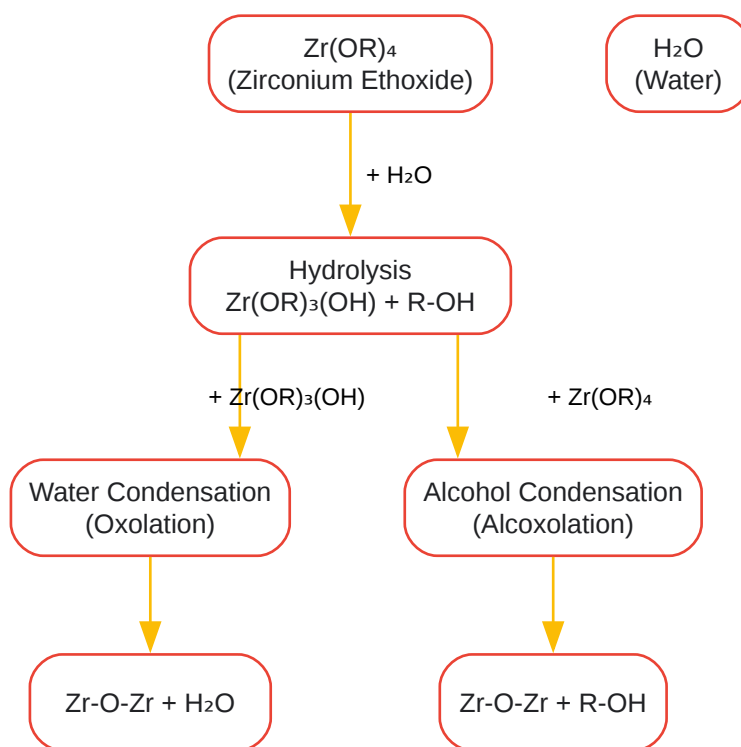 Zr(OR)₄
(Zirconium Ethoxide)
H₂O
(Water)
+ H₂O
Hydrolysis
Zr(OR)₃(OH) + R-OH
+ Zr(OR)₃(OH)
+ Zr(OR)₄
Water Condensation
(Oxolation)
Alcohol Condensation
(Alcoxolation)
Zr-O-Zr + H₂O
Zr-O-Zr + R-OH